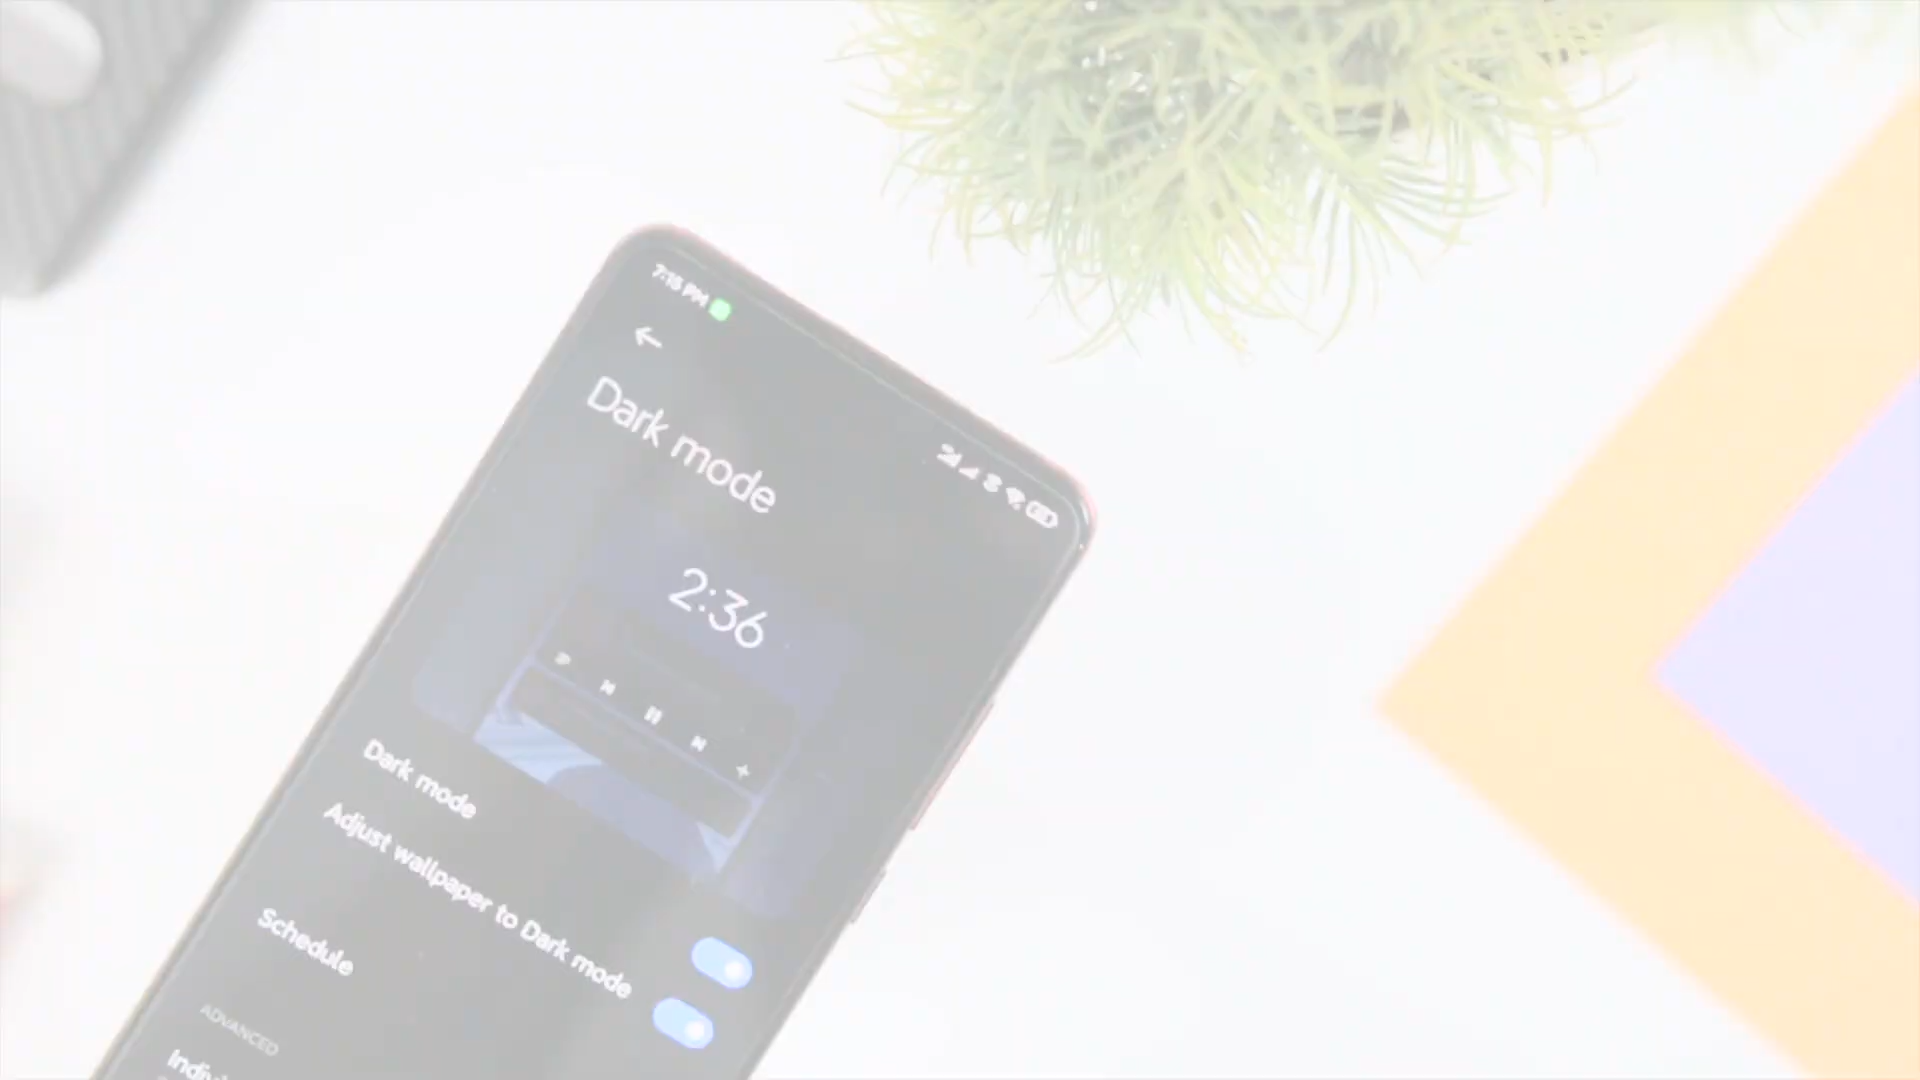 7:15 PM
Dark mode
2:36
Dark mode
Adjust wallpaper to Dark mode
Schedule
ADVANCED